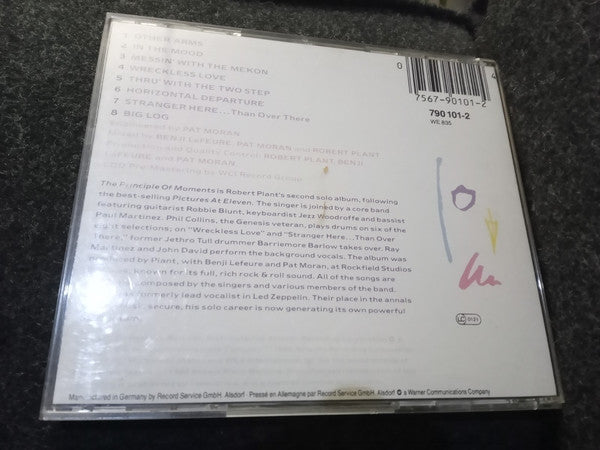 1 OTHER ARMS
2 IN THE MOOD
3 MESSIN' WITH THE MEKON
4 WRECKLESS LOVE
5 THRU' WITH THE TWO STEP
6 HORIZONTAL DEPARTURE
7 STRANGER HERE...Than Over There
8 BIG LOG
0
4
7567-90101-2
790 101-2
WE 835
Engineered by PAT MORAN
Mixed by BENJI LeFEVRE, PAT MORAN and ROBERT PLANT
Production and Quality Control: ROBERT PLANT, BENJI
LeFEVRE and PAT MORAN
CDD Pre-Mastering by WCI Record Group
The Principle Of Moments is Robert Plant's second solo album, following
the best-selling Pictures At Eleven. The singer is joined by a core band
featuring guitarist Robbie Blunt, keyboardist Jezz Woodroffe and bassist
Paul Martinez. Phil Collins, the Genesis veteran, plays drums on six of the
eight selections; on "Wreckless Love" and "Stranger Here...Than Over
There," former Jethro Tull drummer Barriemore Barlow takes over. Ray
Martinez and John David perform the background vocals. The album was
produced by Plant, with Benji Lefevre and Pat Moran, at Rockfield Studios
known for its full, rich rock & roll sound. All of the songs are
composed by the singers and various members of the band.
is formerly lead vocalist in Led Zeppelin. Their place in the annals
secure, his solo career is now generating its own powerful
LC 0121
Manufactured in Germany by Record Service GmbH. Alsdorf · Pressé en Allemagne par Record Service GmbH. Alsdorf a Warner Communications Company